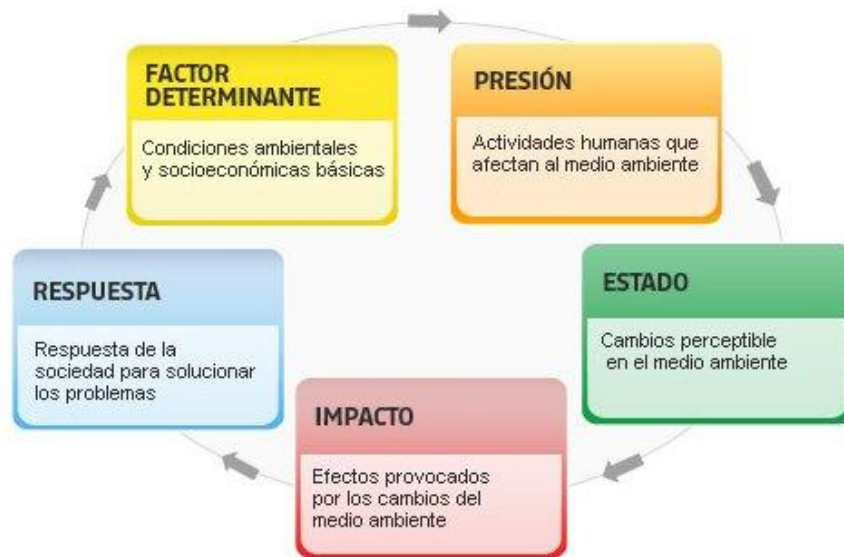 FACTOR
DETERMINANTE
Condiciones ambientales
y socioeconómicas básicas
PRESIÓN
Actividades humanas que
afectan al medio ambiente
ESTADO
Cambios perceptible
en el medio ambiente
IMPACTO
Efectos provocados
por los cambios del
medio ambiente
RESPUESTA
Respuesta de la
sociedad para solucionar
los problemas